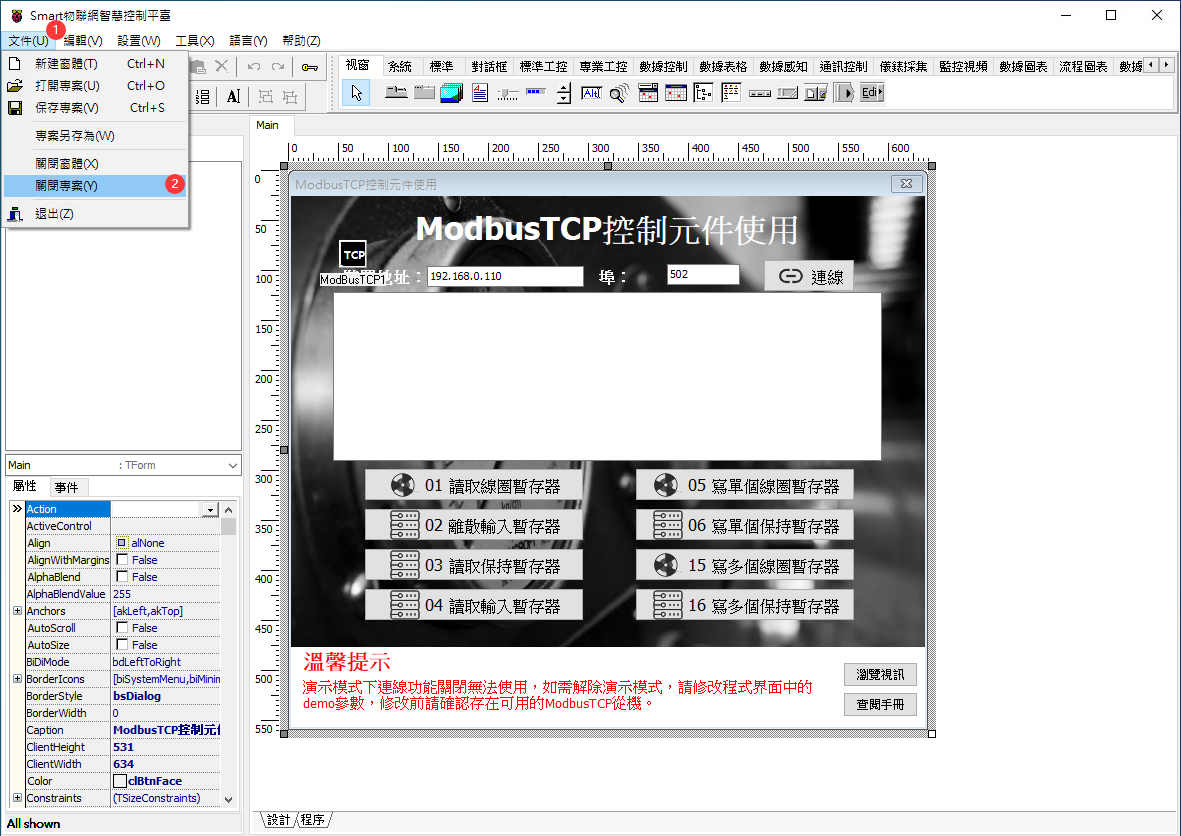 Smart物聯網智慧控制平臺
文件(U) 編輯(V) 設置(W) 工具(X) 語言(Y) 幫助(Z)
1
新建窗體(T) Ctrl+N
打開專案(U) Ctrl+O
保存專案(V) Ctrl+S
專案另存為(W)
關閉窗體(X)
關閉專案(Y)
2
退出(Z)
视窗 系統 標準 對話框 標準工控 專業工控 數據控制 數據表格 數據感知 通訊控制 儀錶採集 監控視頻 數據圖表 流程圖表 數據
Edi
Main
0 50 100 150 200 250 300 350 400 450 500 550 600
0
50
100
150
200
250
300
350
400
450
500
550
ModbusTCP控制元件使用
ModbusTCP控制元件使用
TCP
ModBusTCP1
址：
192.168.0.110
埠：
502
連線
01 讀取線圈暫存器
05 寫單個線圈暫存器
02 離散輸入暫存器
06 寫單個保持暫存器
03 讀取保持暫存器
15 寫多個線圈暫存器
04 讀取輸入暫存器
16 寫多個保持暫存器
溫馨提示
演示模式下連線功能關閉無法使用，如需解除演示模式，請修改程式界面中的
demo參數，修改前請確認存在可用的ModbusTCP從機。
瀏覽視訊
查閱手冊
Main : TForm
屬性 事件
Action
ActiveControl
Align alNone
AlignWithMargins False
AlphaBlend False
AlphaBlendValue 255
Anchors [akLeft,akTop]
AutoScroll False
AutoSize False
BiDiMode bdLeftToRight
BorderIcons [biSystemMenu,biMinim
BorderStyle bsDialog
BorderWidth 0
Caption ModbusTCP控制元
ClientHeight 531
ClientWidth 634
Color clBtnFace
Constraints (TSizeConstraints)
All shown
設計 程序